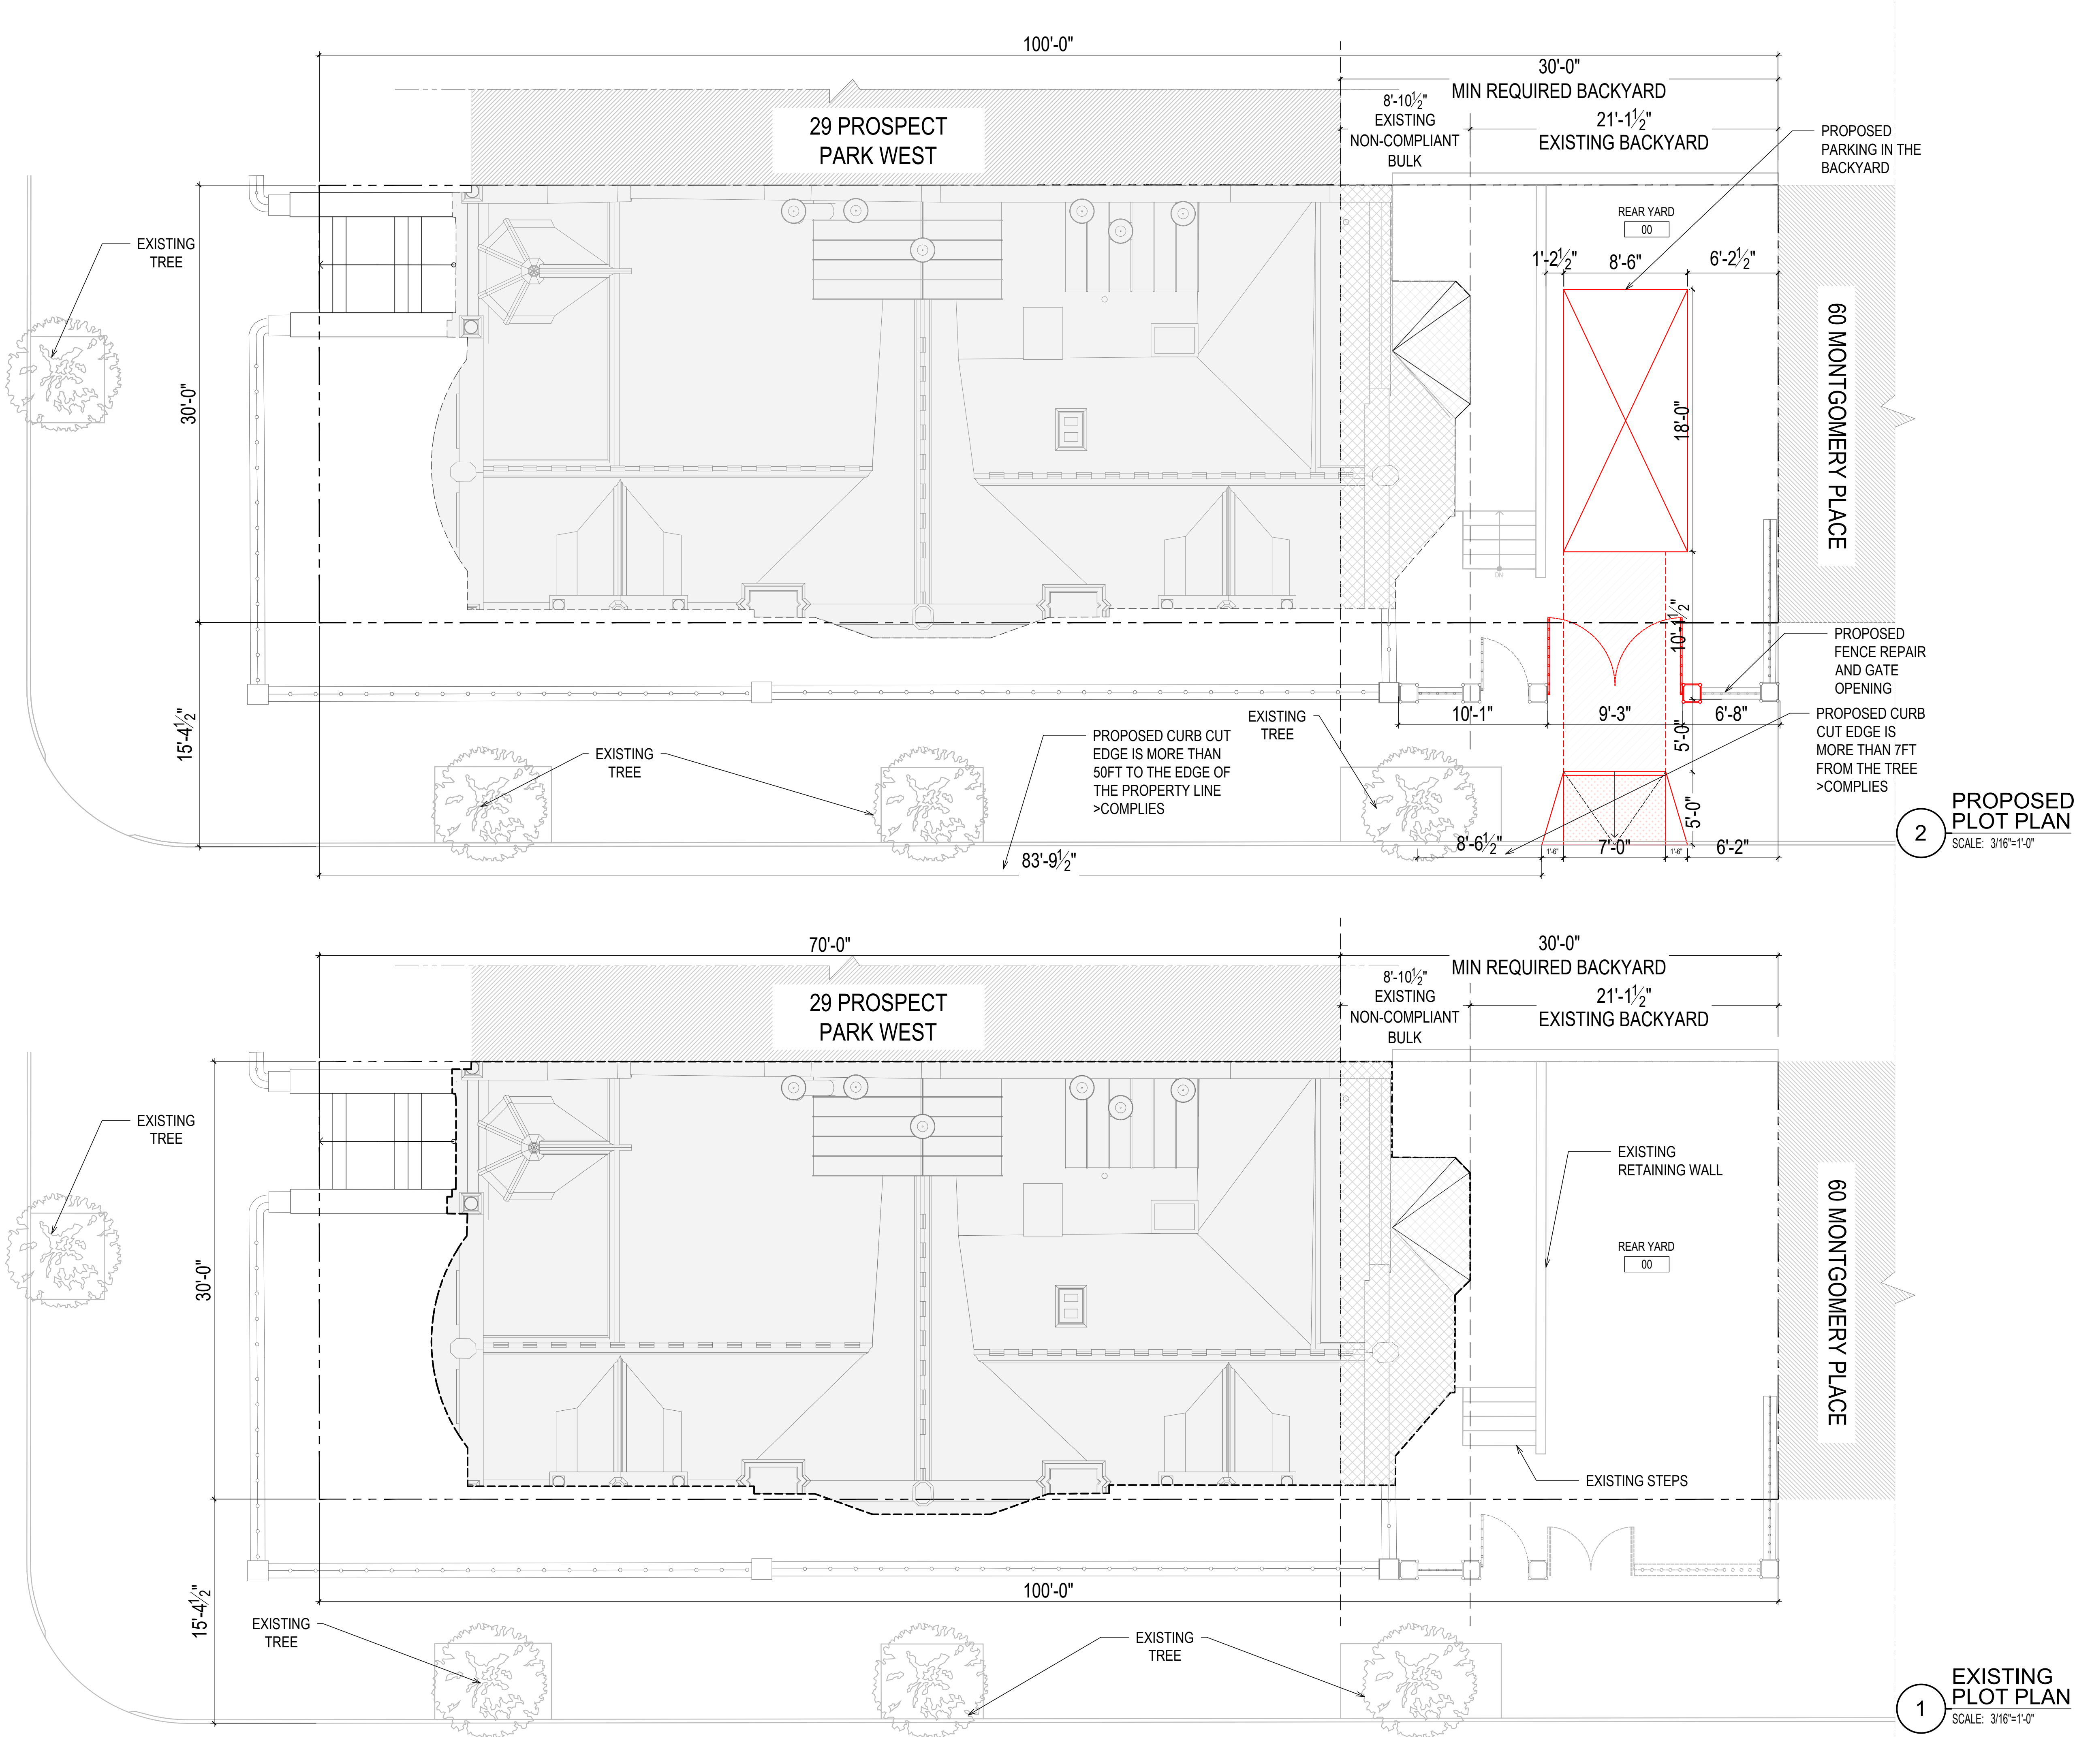 100'-0"
30'-0"
MIN REQUIRED BACKYARD
8'-10½"
EXISTING
NON-COMPLIANT
BULK
21'-1½"
EXISTING BACKYARD
29 PROSPECT
PARK WEST
PROPOSED
PARKING IN THE
BACKYARD
REAR YARD
00
EXISTING
TREE
1'-2½"
8'-6"
6'-2½"
60 MONTGOMERY PLACE
30'-0"
18'-0"
DN
10'-1½"
PROPOSED
FENCE REPAIR
AND GATE
OPENING
15'-4½"
10'-1"
9'-3"
6'-8"
5'-0"
EXISTING
TREE
PROPOSED CURB CUT
EDGE IS MORE THAN
50FT TO THE EDGE OF
THE PROPERTY LINE
>COMPLIES
EXISTING
TREE
PROPOSED CURB
CUT EDGE IS
MORE THAN 7FT
FROM THE TREE
>COMPLIES
5'-0"
8'-6½"
1'-6"
7'-0"
1'-6"
6'-2"
83'-9½"
2
PROPOSED
PLOT PLAN
SCALE: 3/16"=1'-0"
70'-0"
30'-0"
MIN REQUIRED BACKYARD
8'-10½"
EXISTING
NON-COMPLIANT
BULK
21'-1½"
EXISTING BACKYARD
29 PROSPECT
PARK WEST
EXISTING
TREE
EXISTING
RETAINING WALL
REAR YARD
00
60 MONTGOMERY PLACE
30'-0"
EXISTING STEPS
100'-0"
15'-4½"
EXISTING
TREE
EXISTING
TREE
1
EXISTING
PLOT PLAN
SCALE: 3/16"=1'-0"